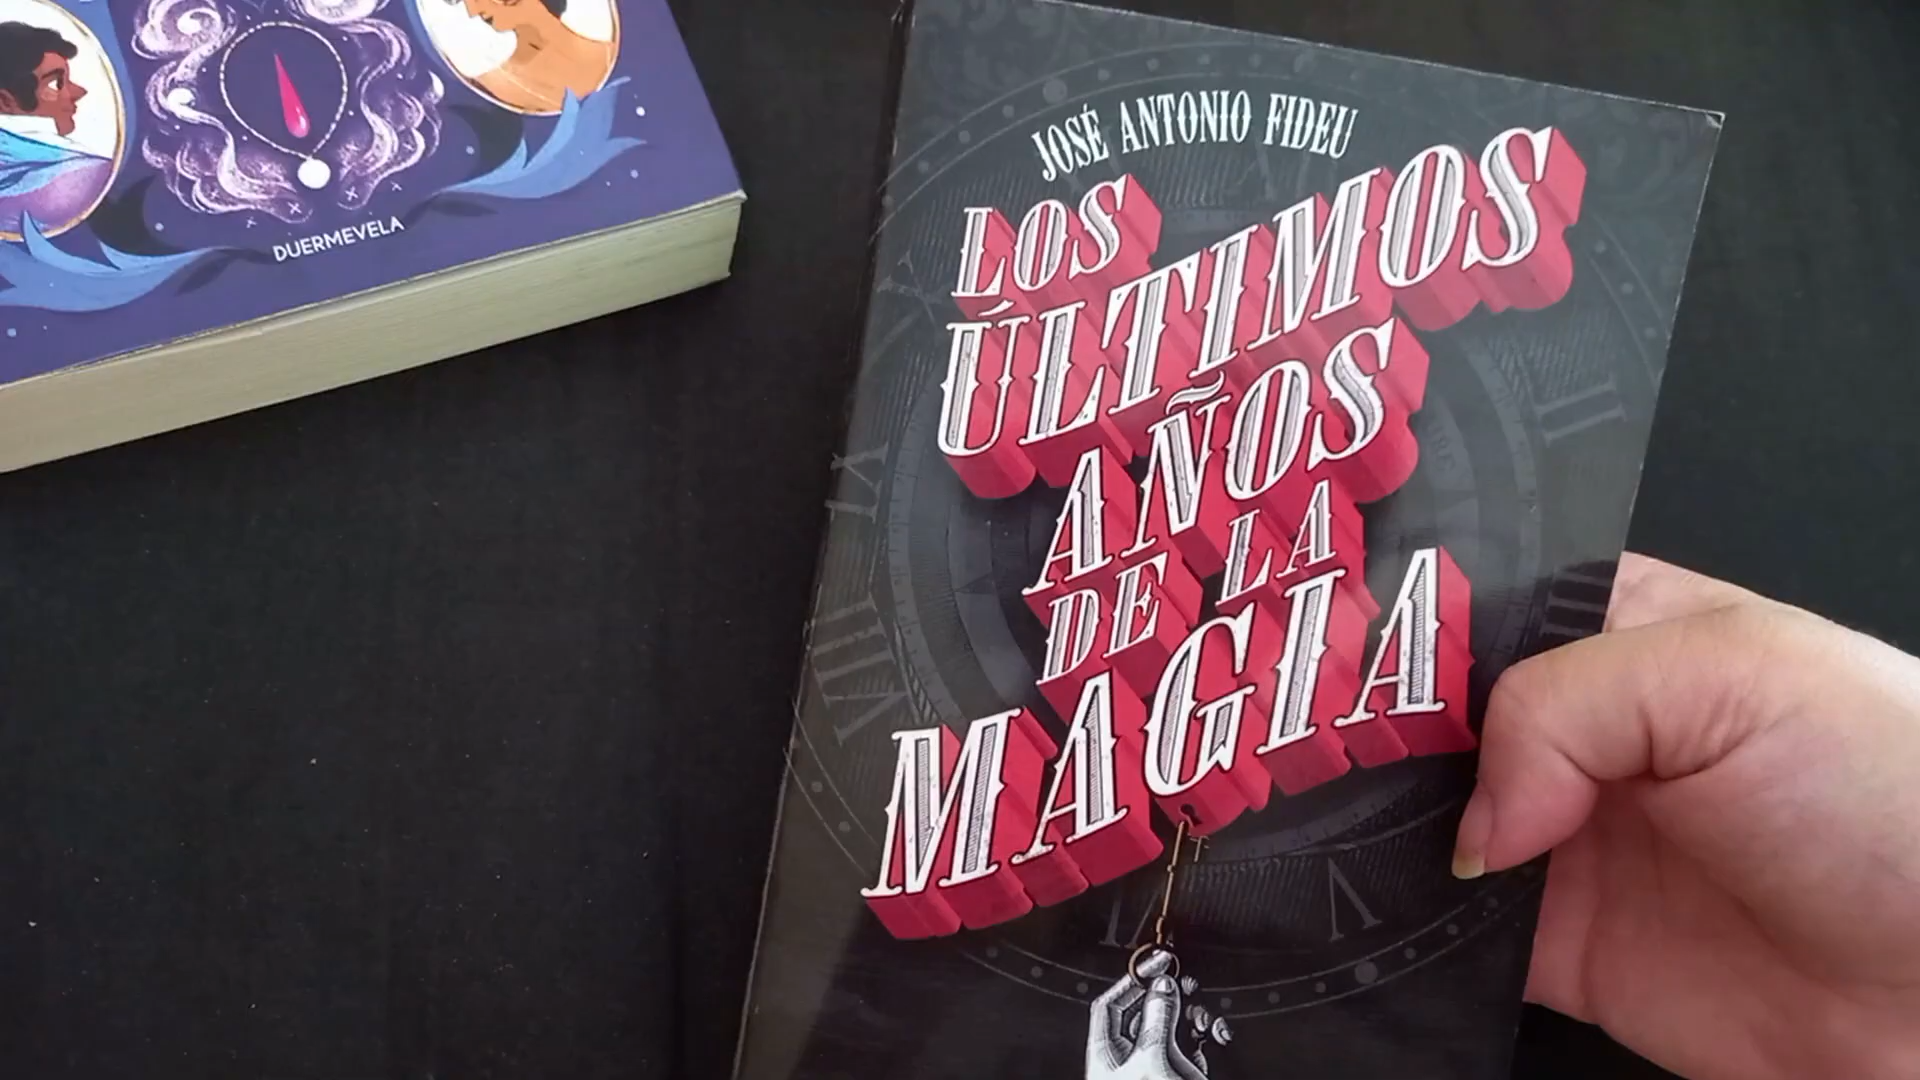 DUERMEVELA
JOSÉ ANTONIO FIDEU
LOS
ÚLTIMOS
AÑOS
DE LA
MAGIA